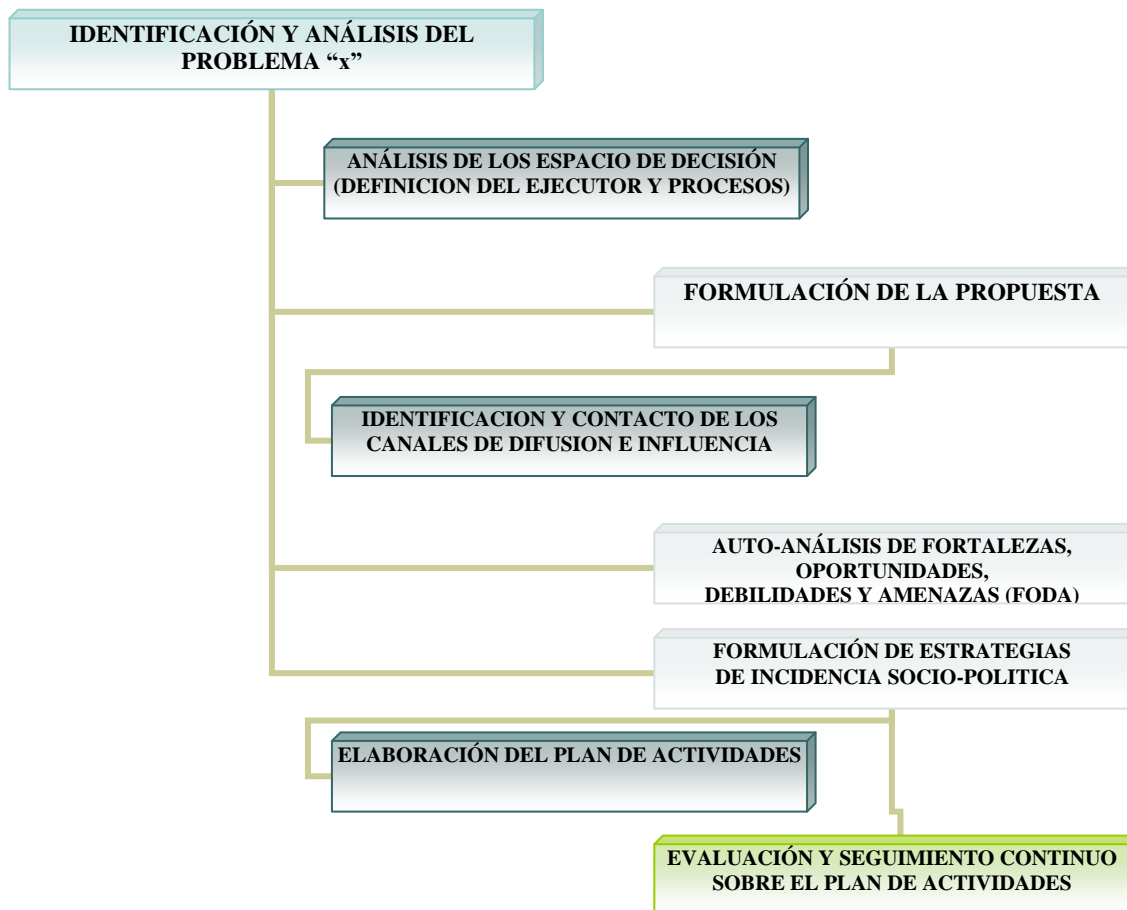 IDENTIFICACIÓN Y ANÁLISIS DEL
PROBLEMA “x”
ANÁLISIS DE LOS ESPACIO DE DECISIÓN
(DEFINICION DEL EJECUTOR Y PROCESOS)
FORMULACIÓN DE LA PROPUESTA
IDENTIFICACION Y CONTACTO DE LOS
CANALES DE DIFUSION E INFLUENCIA
AUTO-ANÁLISIS DE FORTALEZAS,
OPORTUNIDADES,
DEBILIDADES Y AMENAZAS (FODA)
FORMULACIÓN DE ESTRATEGIAS
DE INCIDENCIA SOCIO-POLITICA
ELABORACIÓN DEL PLAN DE ACTIVIDADES
EVALUACIÓN Y SEGUIMIENTO CONTINUO
SOBRE EL PLAN DE ACTIVIDADES